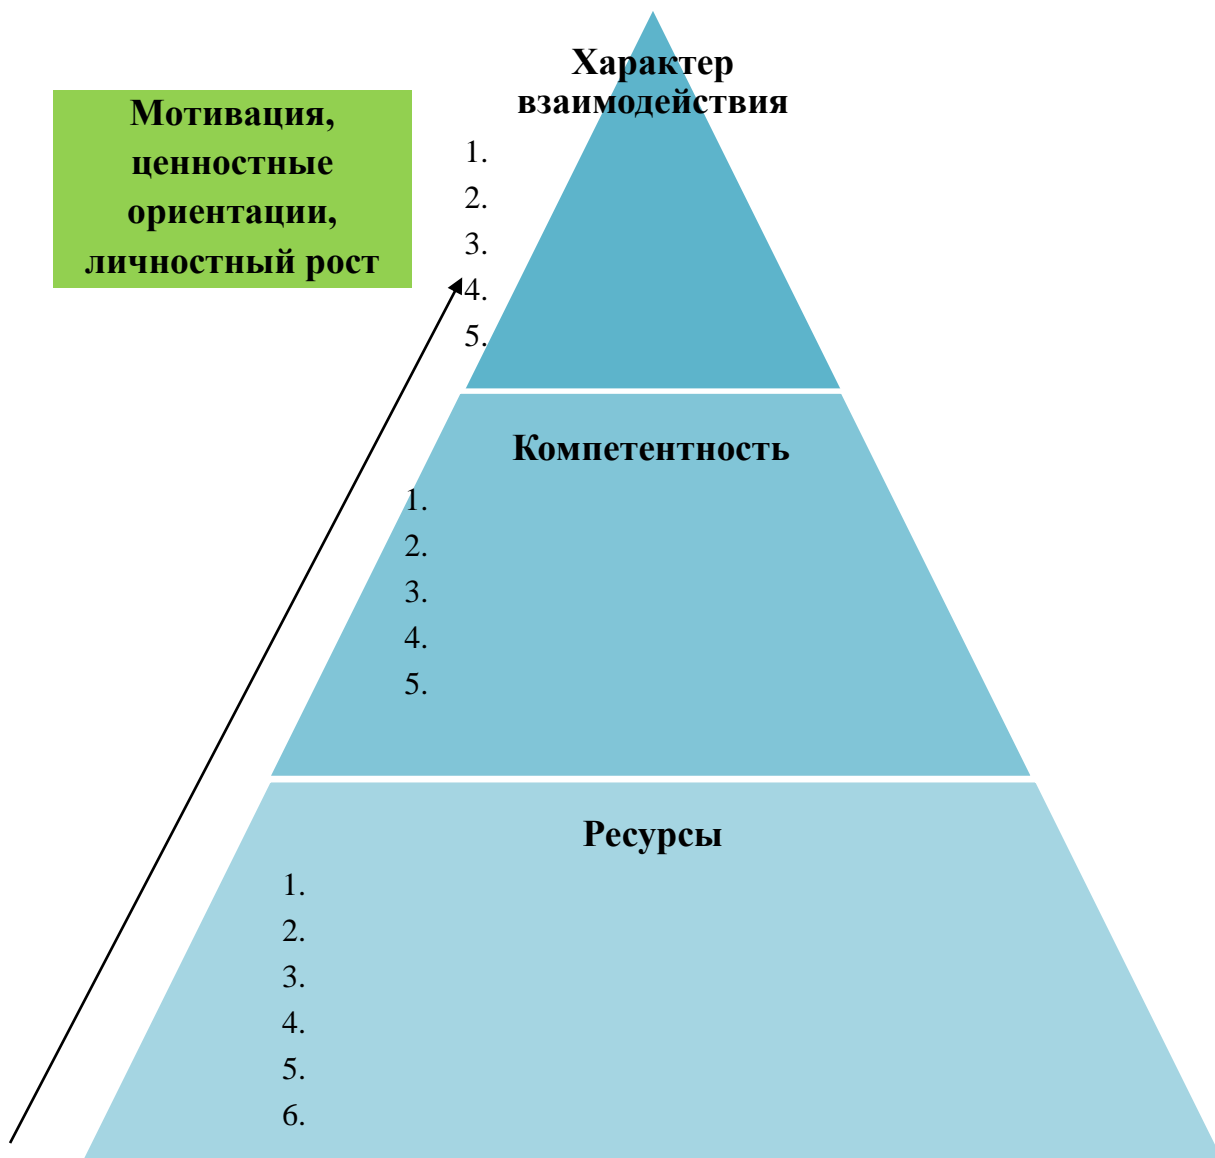 Характер
взаимодействия
Мотивация,
ценностные
ориентации,
личностный рост
1.
2.
3.
4.
5.
Компетентность
1.
2.
3.
4.
5.
Ресурсы
1.
2.
3.
4.
5.
6.